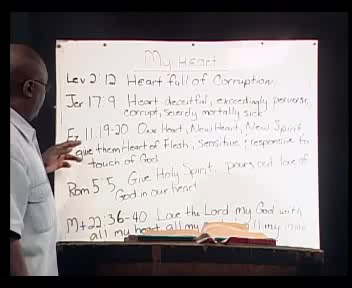 My Heart
Lev 2:12 Heart full of Corruption
Jer 17:9 Heart deceitful, exceedingly perverse,
corrupt, severely mortally sick
Ez 11:19-20 One Heart, New Heart, New Spirit
give them Heart of Flesh, sensitive + responsive to
touch of God
Rom 5:5 Give Holy Spirit, pours out love of
God in our heart
Mt 22:36-40 Love the Lord my God with
all my heart, all my all my mind